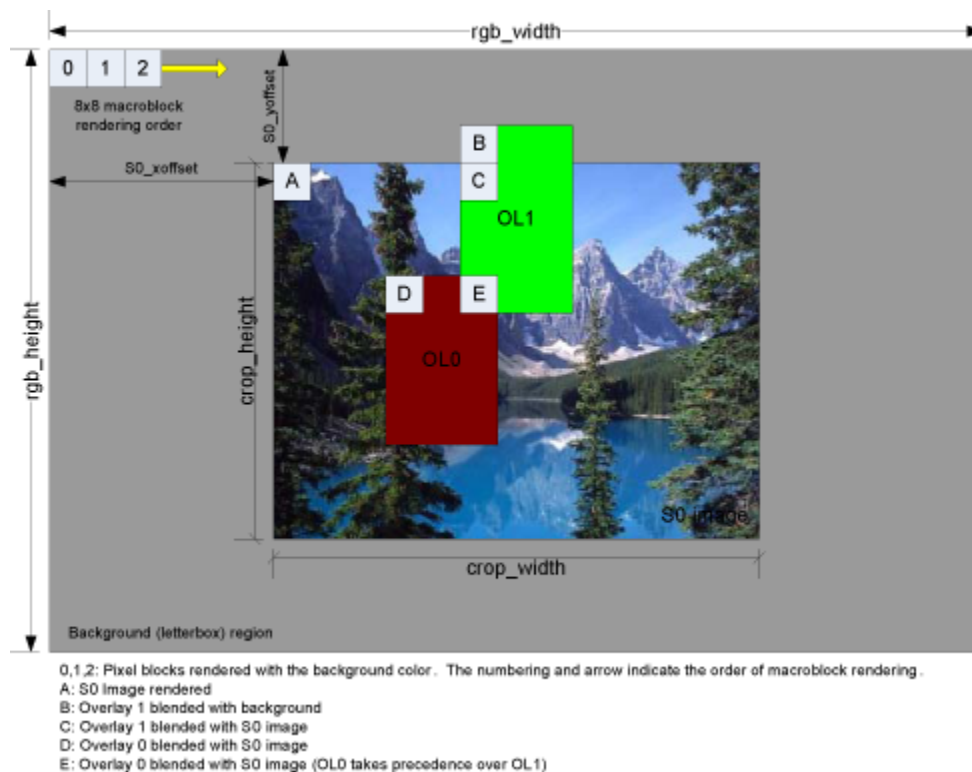 rgb_width
0 1 2
8x8 macroblock
rendering order
S0_yoffset
S0_xoffset
B
A
C
OL1
D
E
OL0
rgb_height
crop_height
S0 image
crop_width
Background (letterbox) region
0,1,2: Pixel blocks rendered with the background color. The numbering and arrow indicate the order of macroblock rendering.
A: S0 Image rendered
B: Overlay 1 blended with background
C: Overlay 1 blended with S0 image
D: Overlay 0 blended with S0 image
E: Overlay 0 blended with S0 image (OL0 takes precedence over OL1)